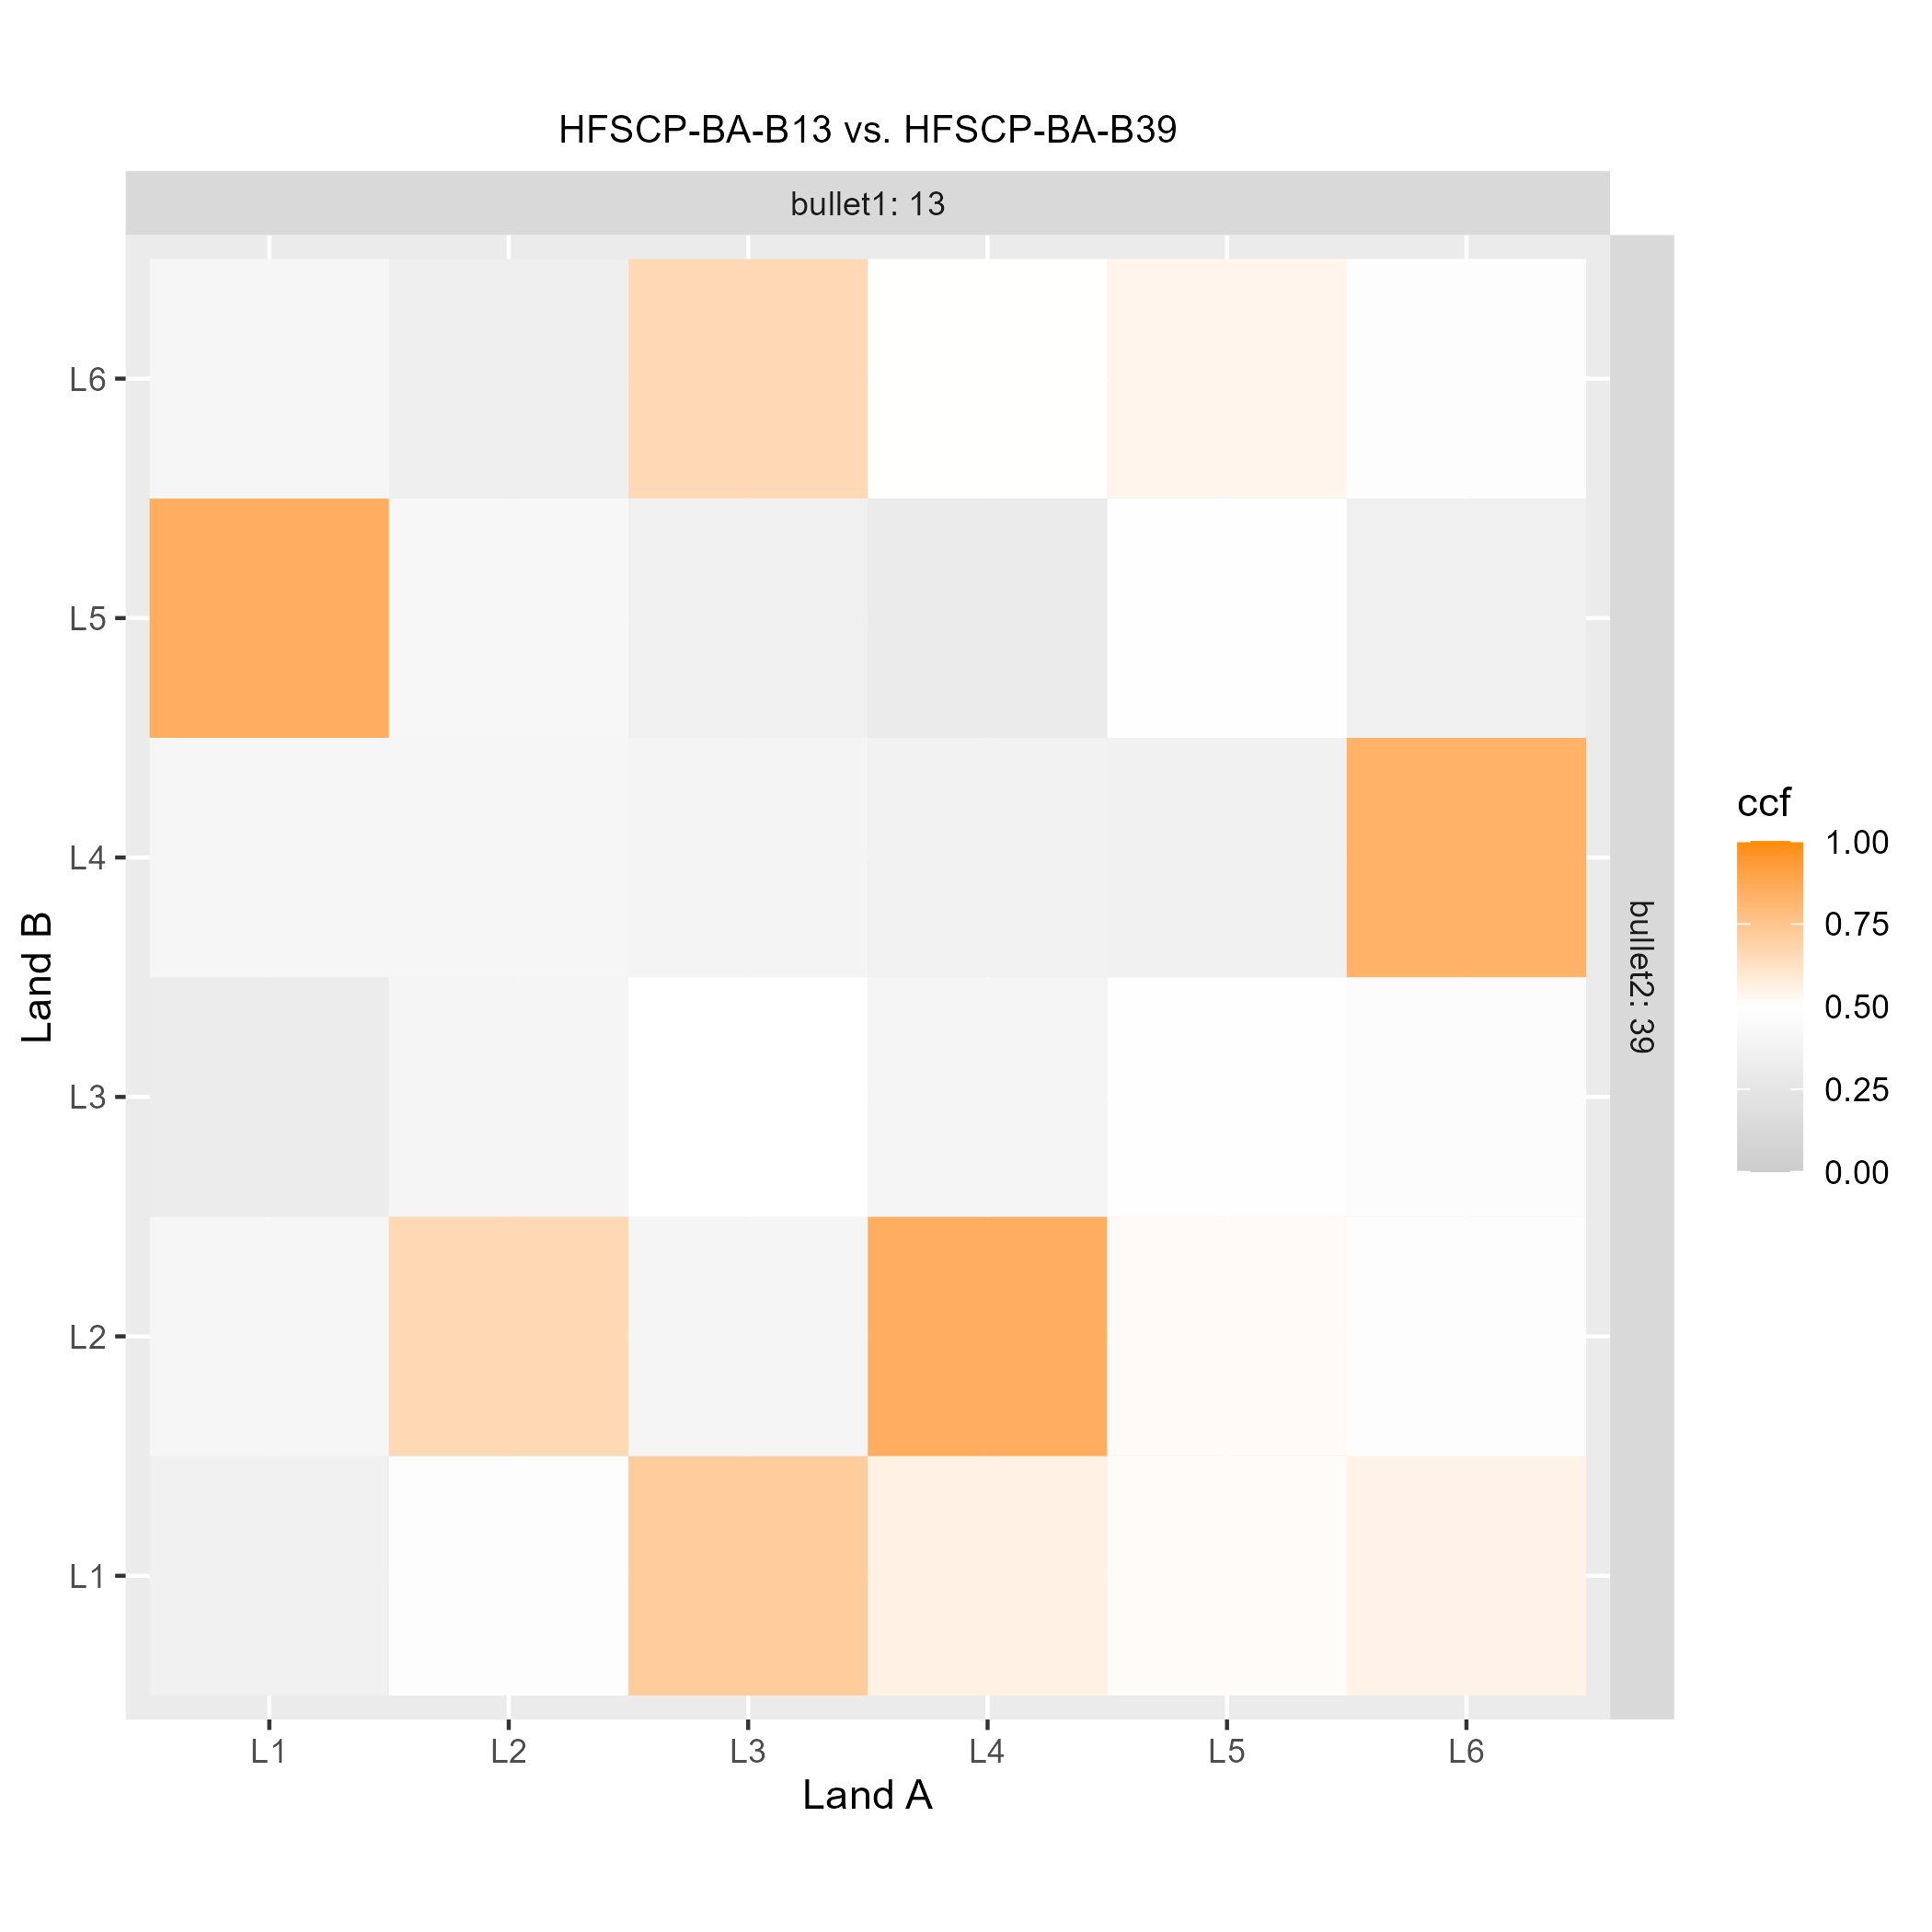 HFSCP-BA-B13 vs. HFSCP-BA-B39
bullet1: 13
L6
L5
L4
L3
L2
L1
Land B
bullet2: 39
L1 L2 L3 L4 L5 L6
Land A
ccf
1.00
0.75
0.50
0.25
0.00